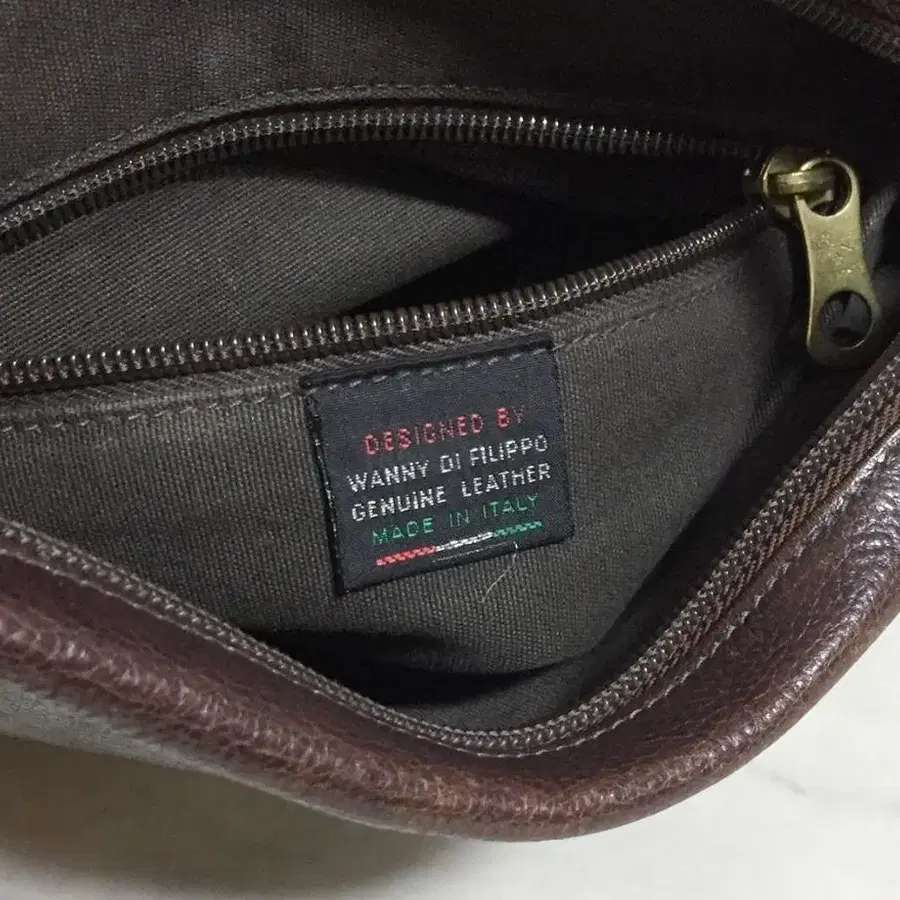 DESIGNED BY
WANNY DI FILIPPO
GENUINE LEATHER
MADE IN ITALY